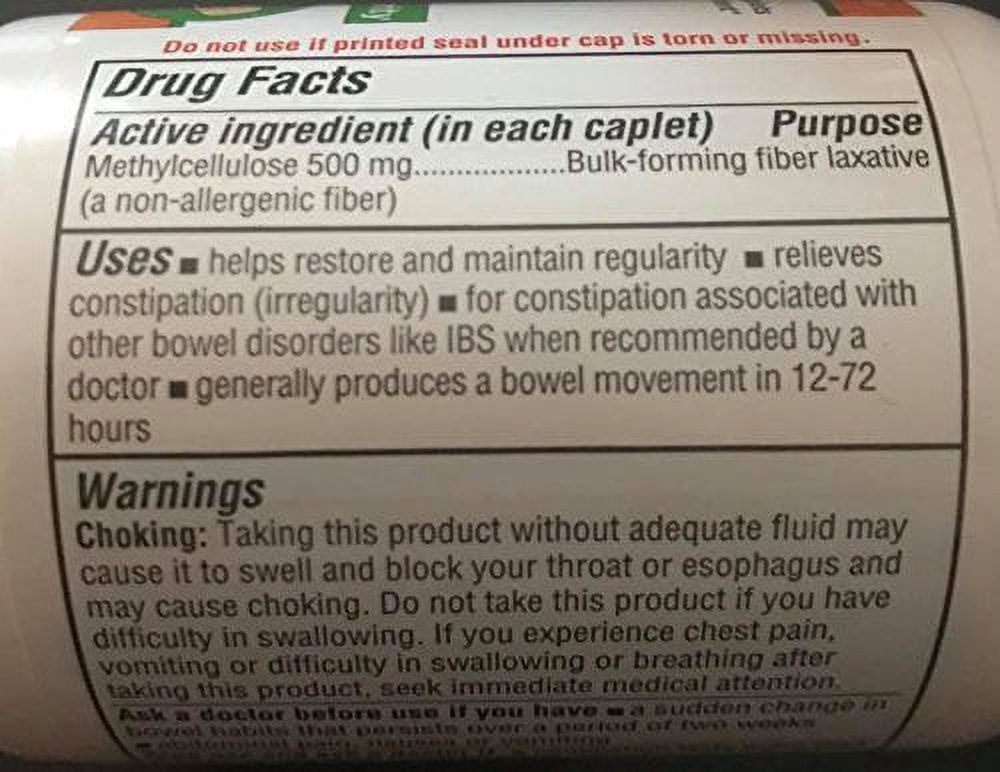 Do not use if printed seal under cap is torn or missing.
Drug Facts
Active ingredient (in each caplet) Purpose
Methylcellulose 500 mg..................Bulk-forming fiber laxative
(a non-allergenic fiber)
Uses ■ helps restore and maintain regularity ■ relieves
constipation (irregularity) ■ for constipation associated with
other bowel disorders like IBS when recommended by a
doctor ■ generally produces a bowel movement in 12-72
hours
Warnings
Choking: Taking this product without adequate fluid may
cause it to swell and block your throat or esophagus and
may cause choking. Do not take this product if you have
difficulty in swallowing. If you experience chest pain,
vomiting or difficulty in swallowing or breathing after
taking this product, seek immediate medical attention.
Ask a doctor before use if you have ■ a sudden change in
bowel habits that persists over a period of two weeks
■ abdominal pain, nausea or vomiting